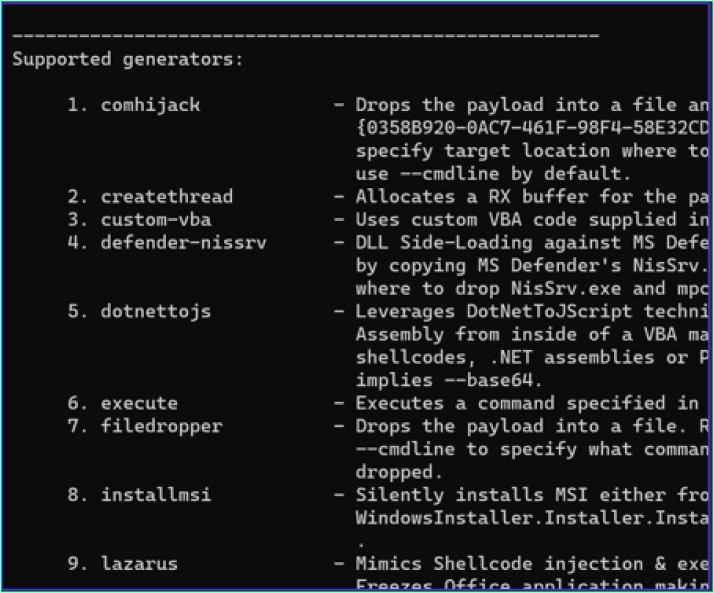 Supported generators:
1. comhijack - Drops the payload into a file an
{0358B920-0AC7-461F-98F4-58E32CD
specify target location where to
use --cmdline by default.
2. createthread - Allocates a RX buffer for the pa
3. custom-vba - Uses custom VBA code supplied in
4. defender-nissrv - DLL Side-Loading against MS Defe
by copying MS Defender's NisSrv.
where to drop NisSrv.exe and mpc
5. dotnettojs - Leverages DotNetToJScript techni
Assembly from inside of a VBA ma
shellcodes, .NET assemblies or P
implies --base64.
6. execute - Executes a command specified in
7. filedropper - Drops the payload into a file. R
--cmdline to specify what comman
dropped.
8. installmsi - Silently installs MSI either fro
WindowsInstaller.Installer.Insta
.
9. lazarus - Mimics Shellcode injection & exe
Freezes Office application makin